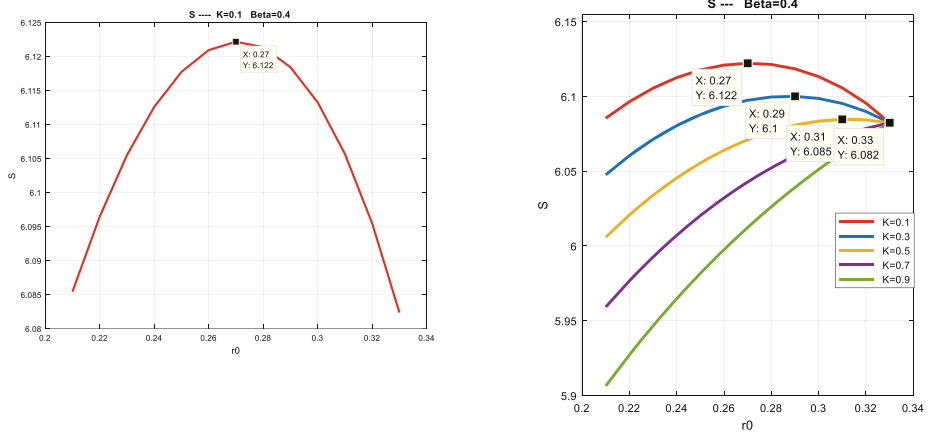 S ---- K=0.1 Beta=0.4
6.125
6.12
6.115
6.11
6.105
6.1
6.095
6.09
6.085
6.08
S
X: 0.27
Y: 6.122
0.2
0.22
0.24
0.26
0.28
0.3
0.32
0.34
r0
S --- Beta=0.4
6.15
6.1
6.05
6
5.95
5.9
S
X: 0.27
Y: 6.122
X: 0.29
Y: 6.1
X: 0.31
Y: 6.085
X: 0.33
Y: 6.082
K=0.1
K=0.3
K=0.5
K=0.7
K=0.9
0.2
0.22
0.24
0.26
0.28
0.3
0.32
0.34
r0